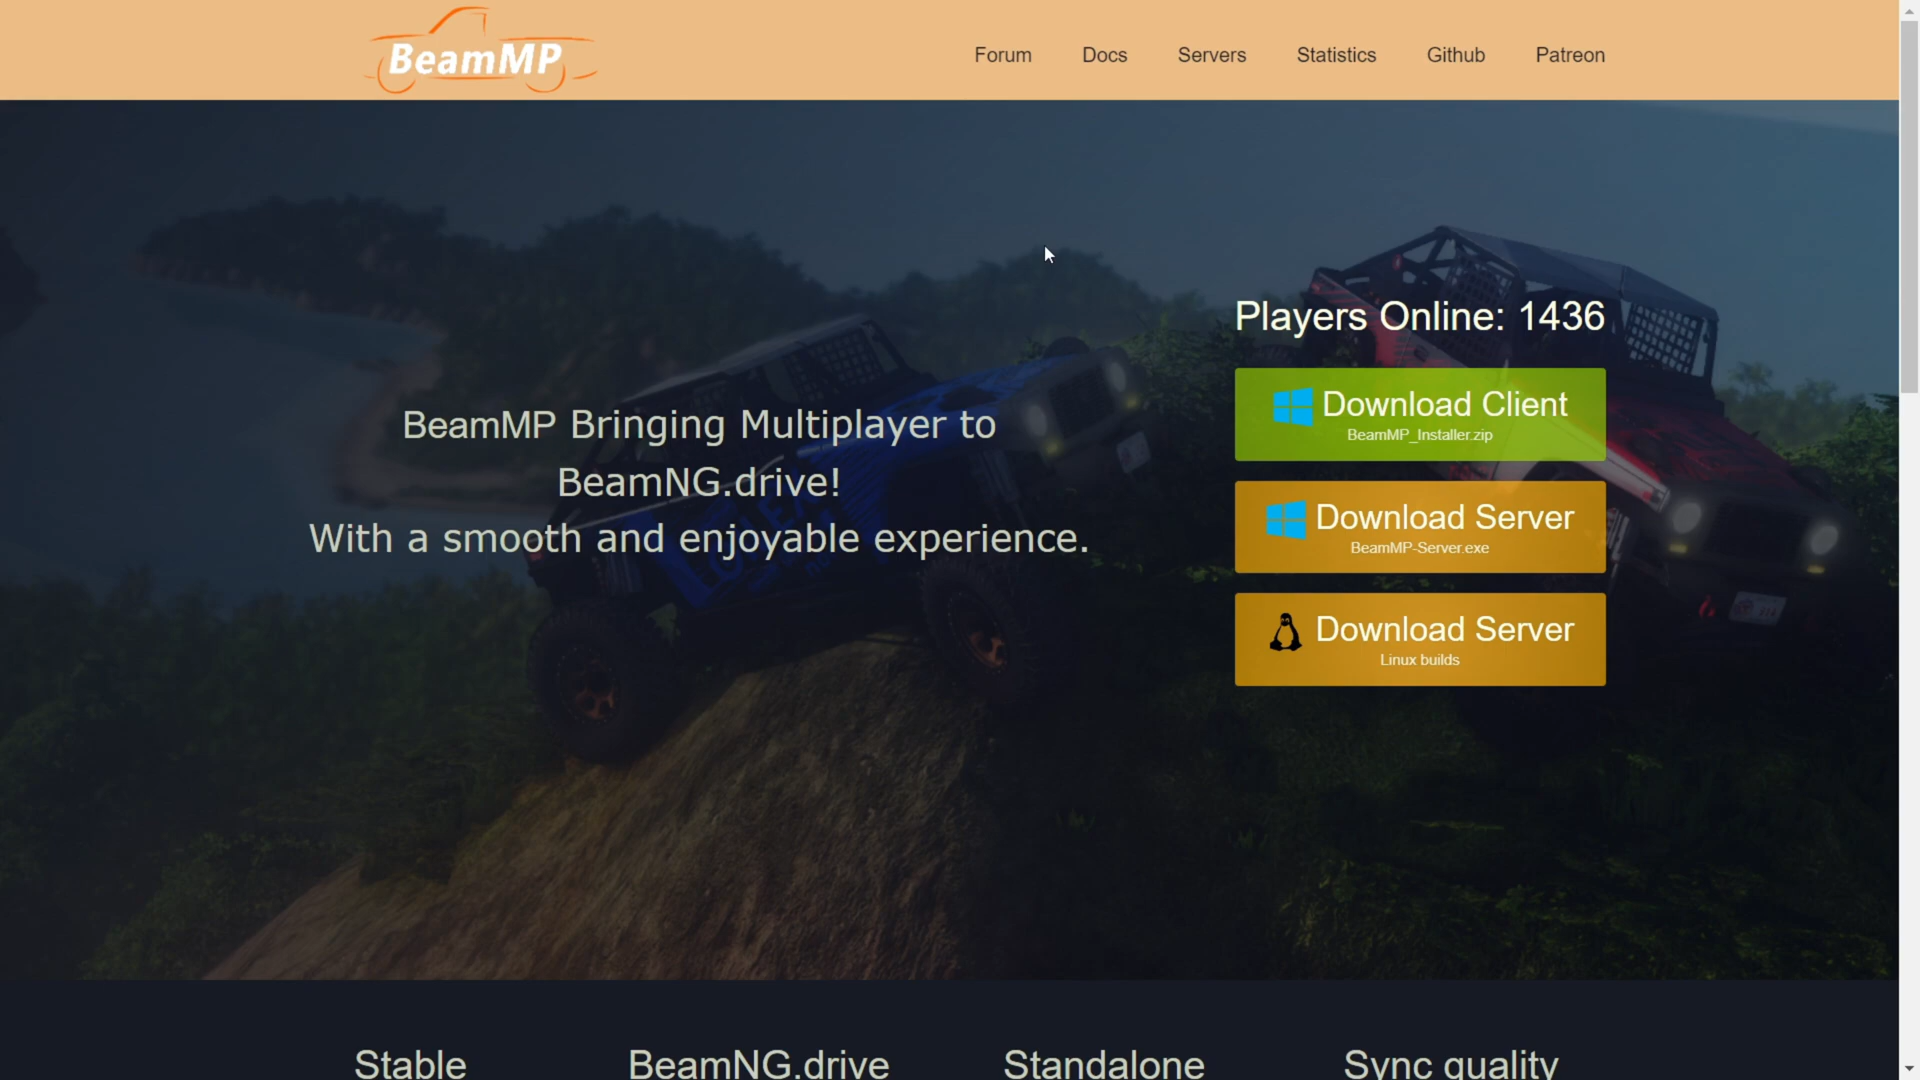 BeamMP
Forum
Docs
Servers
Statistics
Github
Patreon
BeamMP Bringing Multiplayer to
BeamNG.drive!
With a smooth and enjoyable experience.
Players Online: 1436
Download Client
BeamMP_Installer.zip
Download Server
BeamMP-Server.exe
Download Server
Linux builds
Stable
BeamNG.drive
Standalone
Sync quality